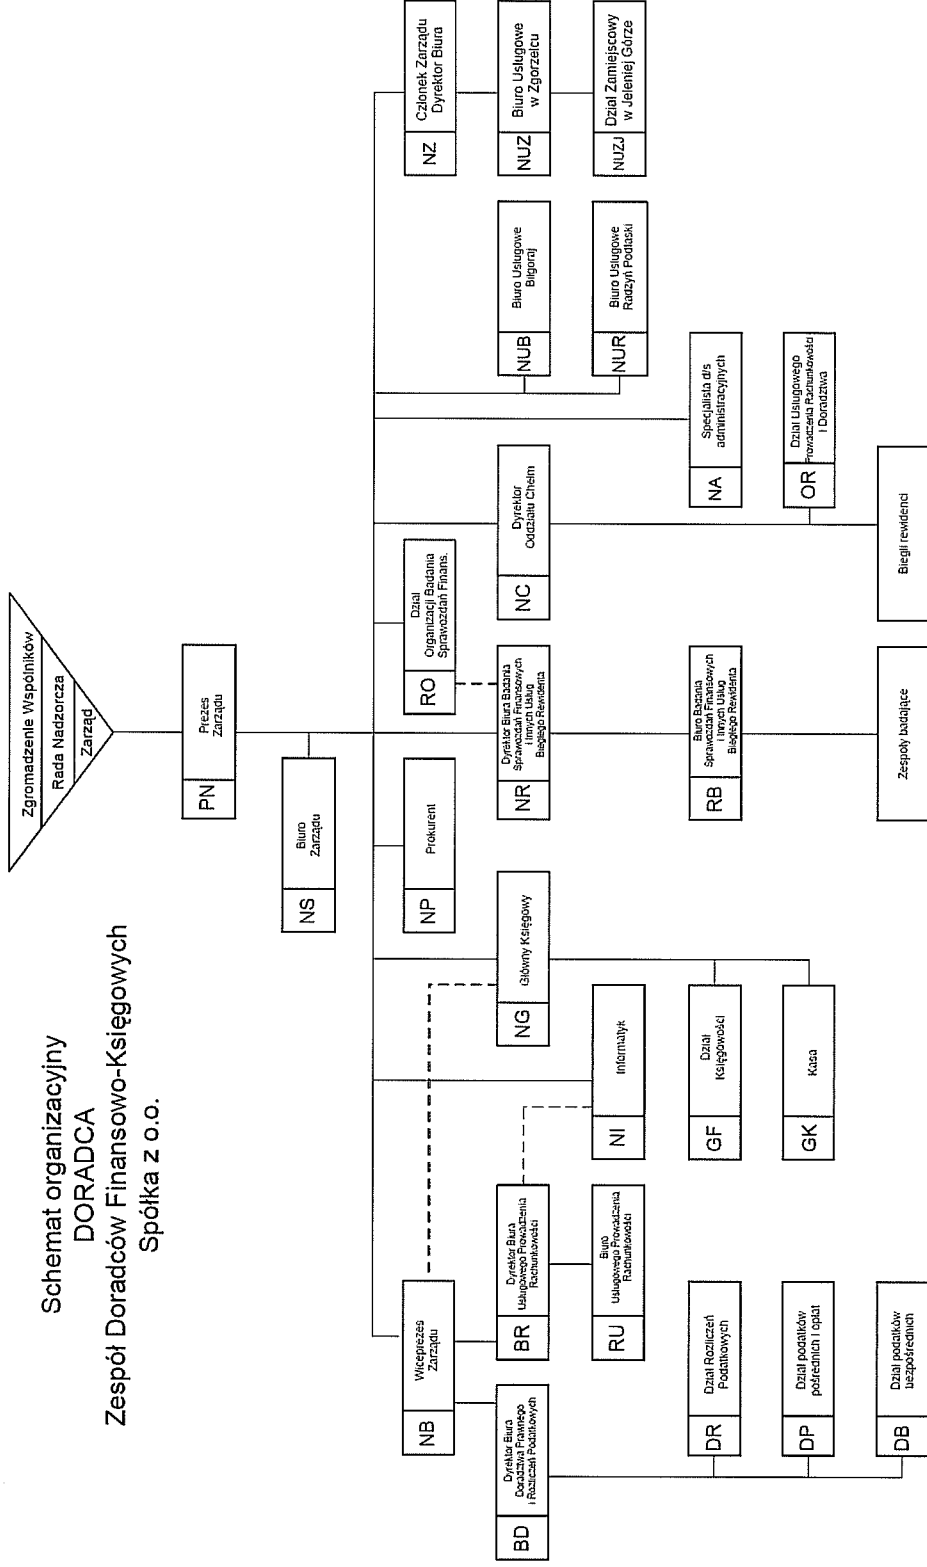 Schemat organizacyjny
DORADCA
Zespół Doradców Finansowo-Księgowych
Spółka z o.o.
Zgromadzenie Wspólników
Rada Nadzorcza
Zarząd
PN
Prezes
Zarządu
NS
Biuro
Zarządu
NB
Wiceprezes
Zarządu
NP
Prokurent
RO
Dział
Organizacji Badania
Sprawozdań Finans.
NZ
Członek Zarządu
Dyrektor Biura
BD
Dyrektor Biura
Doradztwa Prawnego
i Rozliczeń Podatkowych
BR
Dyrektor Biura
Usługowego Prowadzenia
Rachunkowości
NG
Główny Księgowy
NR
Dyrektor Biura Badania
Sprawozdań Finansowych
i Innych Usług
Biegłego Rewidenta
NC
Dyrektor
Oddziału Chełm
NUB
Biuro Usługowe
Biłgoraj
NUZ
Biuro Usługowe
w Zgorzelcu
RU
Biuro
Usługowego Prowadzenia
Rachunkowości
NI
Informatyk
NUR
Biuro Usługowe
Radzyń Podlaski
NUZJ
Dział Zamiejscowy
w Jeleniej Górze
DR
Dział Rozliczeń
Podatkowych
GF
Dział
Księgowości
RB
Biuro Badania
Sprawozdań Finansowych
i Innych Usług
Biegłego Rewidenta
NA
Specjalista d/s
administracyjnych
DP
Dział podatków
pośrednich i opłat
GK
Kasa
OR
Dział Usługowego
Prowadzenia Rachunkowości
i Doradztwa
DB
Dział podatków
bezpośrednich
Zespoły badające
Biegli rewidenci